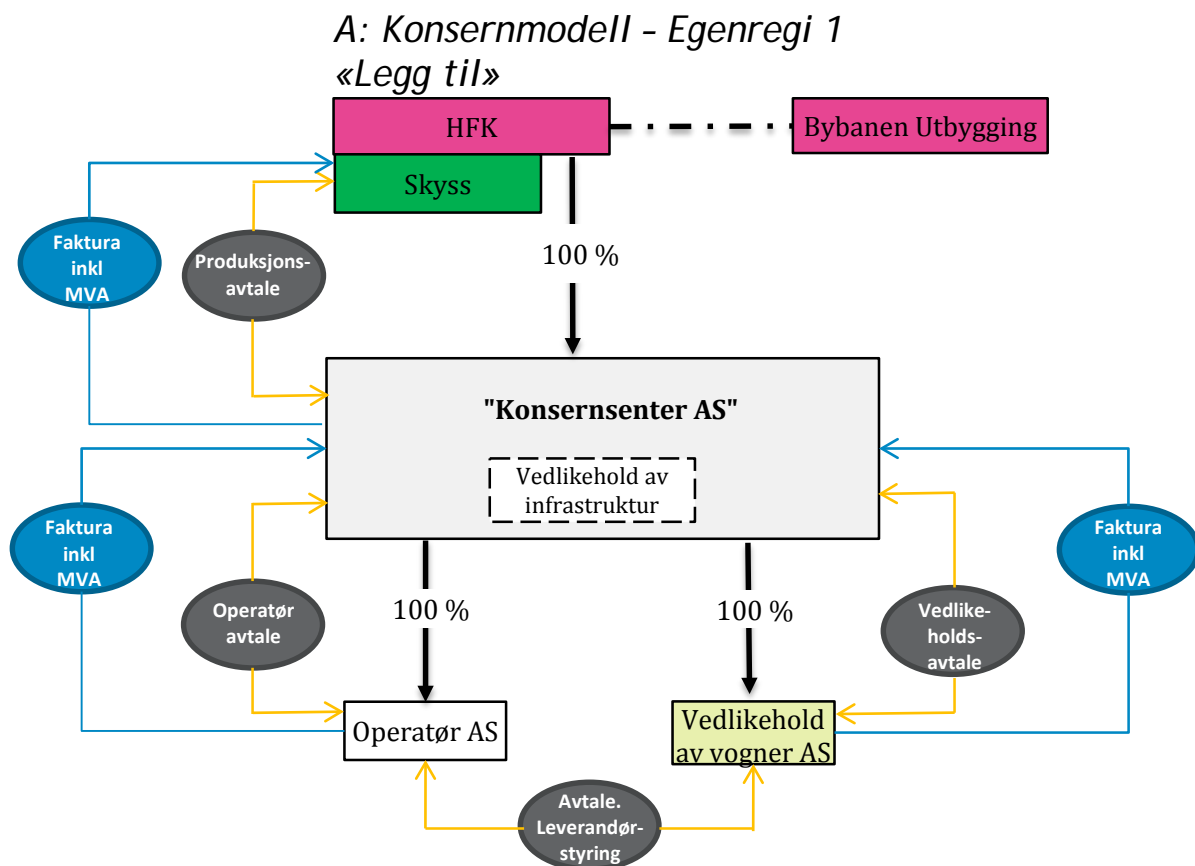 A: Konsernmodell - Egenregi 1
«Legg til»
HFK
Bybanen Utbygging
Skyss
Faktura
inkl
MVA
Produksjons-
avtale
100 %
"Konsernsenter AS"
Vedlikehold av
infrastruktur
Faktura
inkl
MVA
Faktura
inkl
MVA
Operatør
avtale
100 %
100 %
Vedlike-
holds-
avtale
Operatør AS
Vedlikehold
av vogner AS
Avtale.
Leverandør-
styring